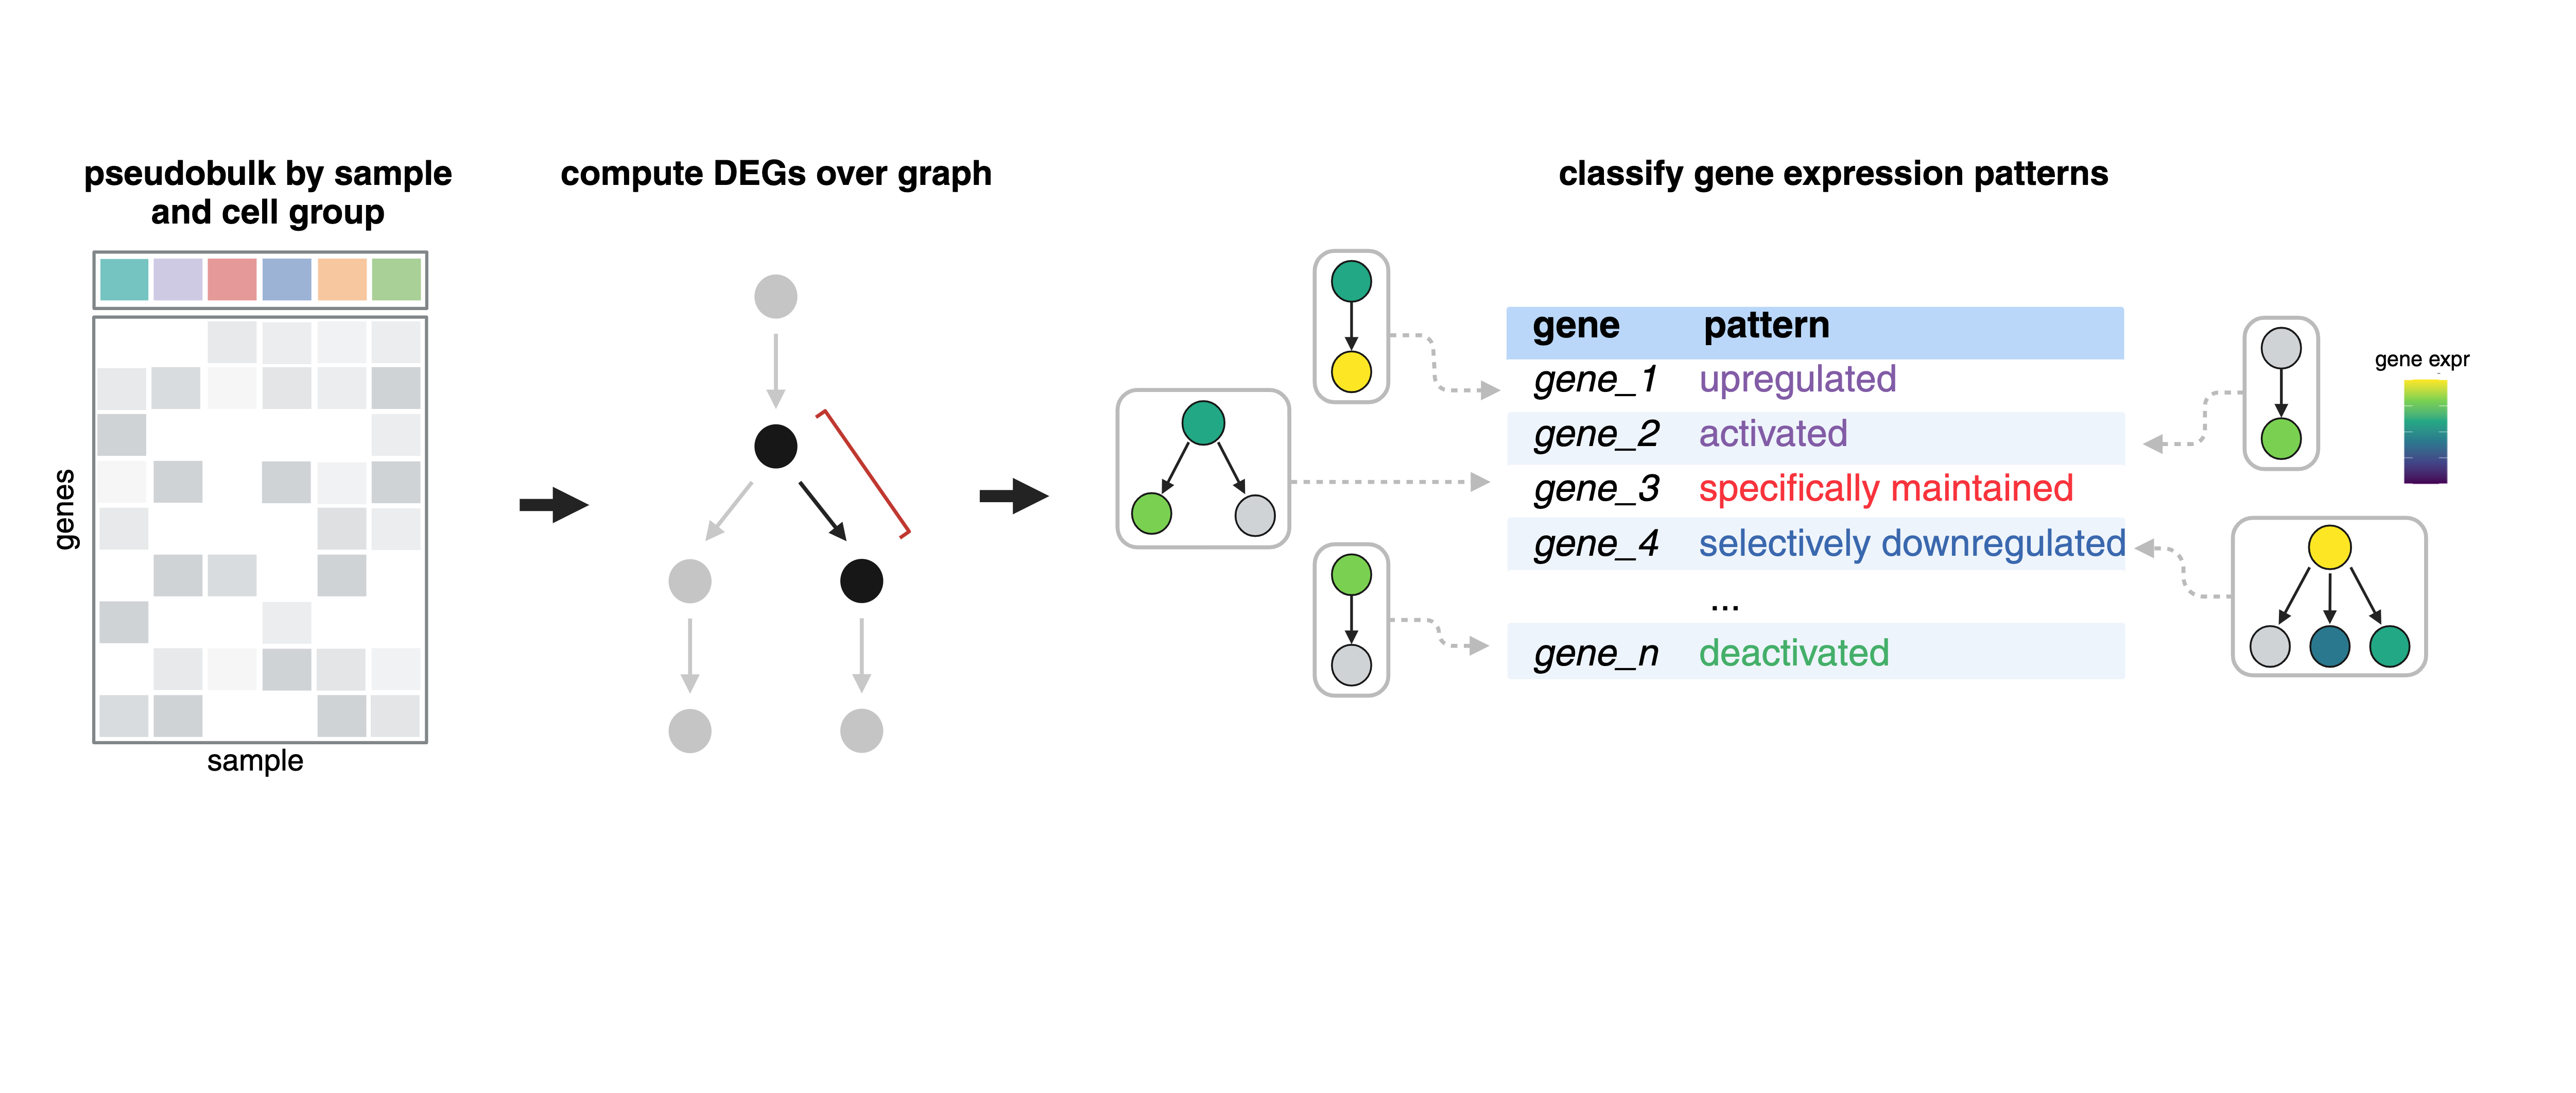 pseudobulk by sample
and cell group
genes
sample
compute DEGs over graph
classify gene expression patterns
gene pattern
gene_1 upregulated
gene_2 activated
gene_3 specifically maintained
gene_4 selectively downregulated
...
gene_n deactivated
gene expr